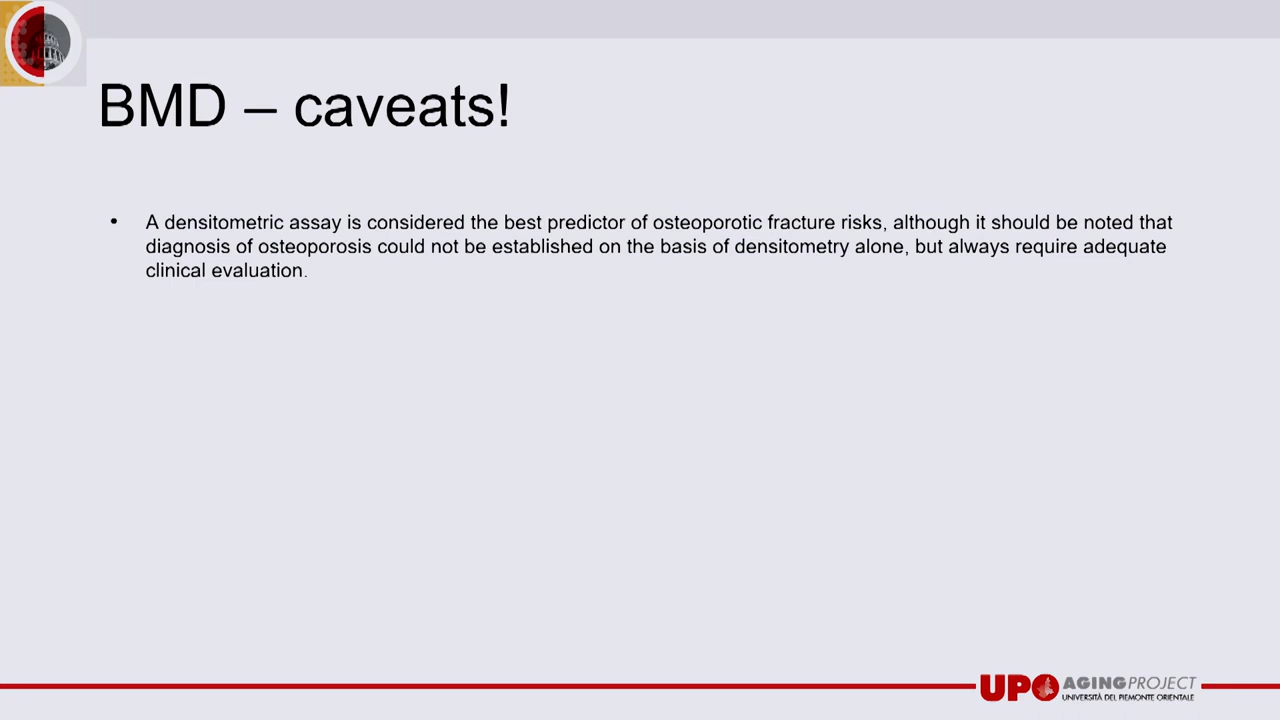 BMD – caveats!
• A densitometric assay is considered the best predictor of osteoporotic fracture risks, although it should be noted that
diagnosis of osteoporosis could not be established on the basis of densitometry alone, but always require adequate
clinical evaluation.
UPO AGINGPROJECT
UNIVERSITÀ DEL PIEMONTE ORIENTALE